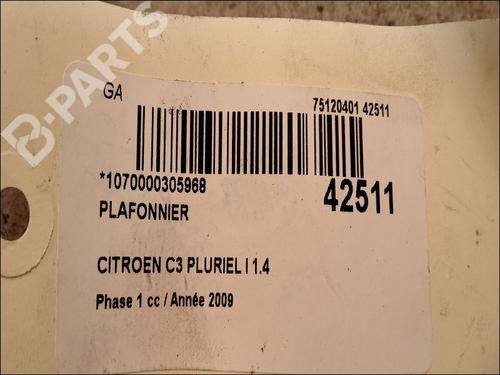 B-PARTS
GA
75120401 42511
*1070000305968
42511
PLAFONNIER
CITROEN C3 PLURIEL I 1.4
Phase 1 cc / Année 2009